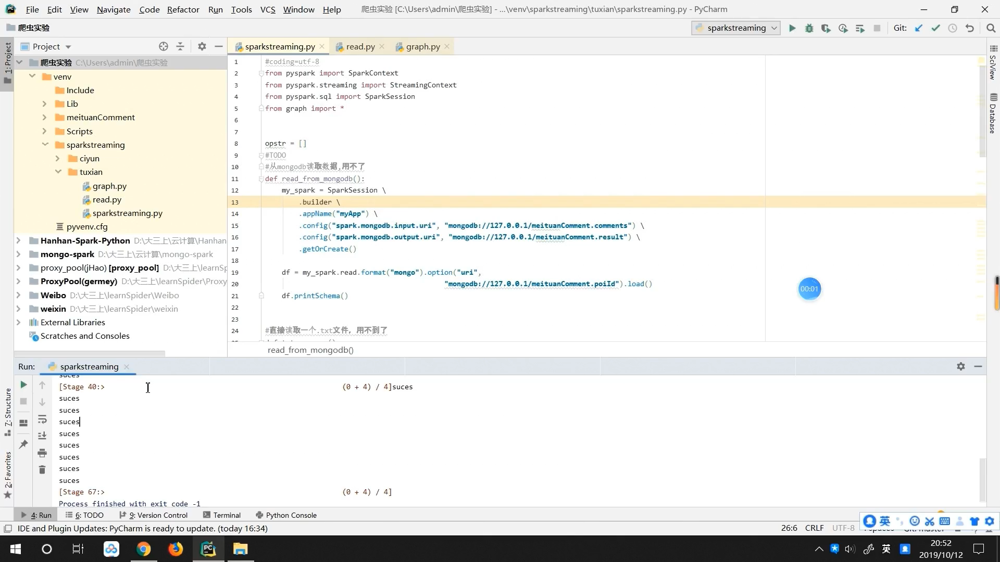 File Edit View Navigate Code Refactor Run Tools VCS Window Help 爬虫实验 [C:\Users\admin\爬虫实验] - ...\venv\sparkstreaming\tuxian\sparkstreaming.py - PyCharm
爬虫实验 sparkstreaming Git:
1: Project
Project
sparkstreaming.py read.py graph.py
爬虫实验 C:\Users\admin\爬虫实验
venv
Include
Lib
meituanComment
Scripts
sparkstreaming
ciyun
tuxian
graph.py
read.py
sparkstreaming.py
pyvenv.cfg
Hanhan-Spark-Python D:\大三上\云计算\Hanhan
mongo-spark D:\大三上\云计算\mongo-spark
proxy_pool(jHao) [proxy_pool] D:\大三上\learnSp
ProxyPool(germey) D:\大三上\learnSpider\Proxy
Weibo D:\大三上\learnSpider\Weibo
weixin D:\大三上\learnSpider\weixin
External Libraries
Scratches and Consoles
1 #coding=utf-8
2 from pyspark import SparkContext
3 from pyspark.streaming import StreamingContext
4 from pyspark.sql import SparkSession
5 from graph import *
6
7
8 opstr = []
9 #TODO
10 #从mongodb读取数据,用不了
11 def read_from_mongodb():
12 my_spark = SparkSession \
13 .builder \
14 .appName("myApp") \
15 .config("spark.mongodb.input.uri", "mongodb://127.0.0.1/meituanComment.comments") \
16 .config("spark.mongodb.output.uri", "mongodb://127.0.0.1/meituanComment.result") \
17 .getOrCreate()
18
19 df = my_spark.read.format("mongo").option("uri",
20 "mongodb://127.0.0.1/meituanComment.poiId").load()
21 df.printSchema()
22
23
24 #直接读取一个.txt文件, 用不到了
read_from_mongodb()
SciView
Database
00:01
Run: sparkstreaming
suces
[Stage 40:> (0 + 4) / 4]suces
suces
suces
suces
suces
suces
suces
suces
suces
[Stage 67:> (0 + 4) / 4]
Process finished with exit code -1
7: Structure
2: Favorites
4: Run 6: TODO 9: Version Control Terminal Python Console
英
IDE and Plugin Updates: PyCharm is ready to update. (today 16:34) 26:6 CRLF UTF-8
PC 英 20:52
2019/10/12